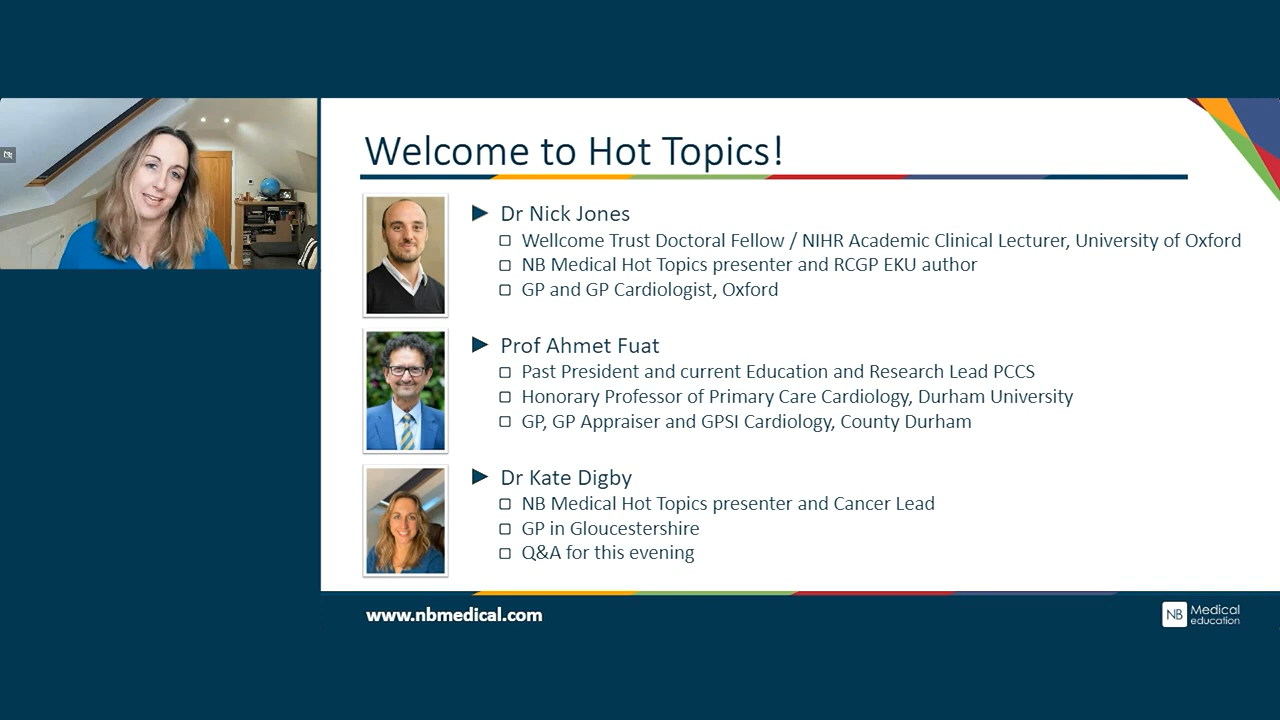 Welcome to Hot Topics!
Dr Nick Jones
Wellcome Trust Doctoral Fellow / NIHR Academic Clinical Lecturer, University of Oxford
NB Medical Hot Topics presenter and RCGP EKU author
GP and GP Cardiologist, Oxford
Prof Ahmet Fuat
Past President and current Education and Research Lead PCCS
Honorary Professor of Primary Care Cardiology, Durham University
GP, GP Appraiser and GPSI Cardiology, County Durham
Dr Kate Digby
NB Medical Hot Topics presenter and Cancer Lead
GP in Gloucestershire
Q&A for this evening
www.nbmedical.com
NB Medical
education